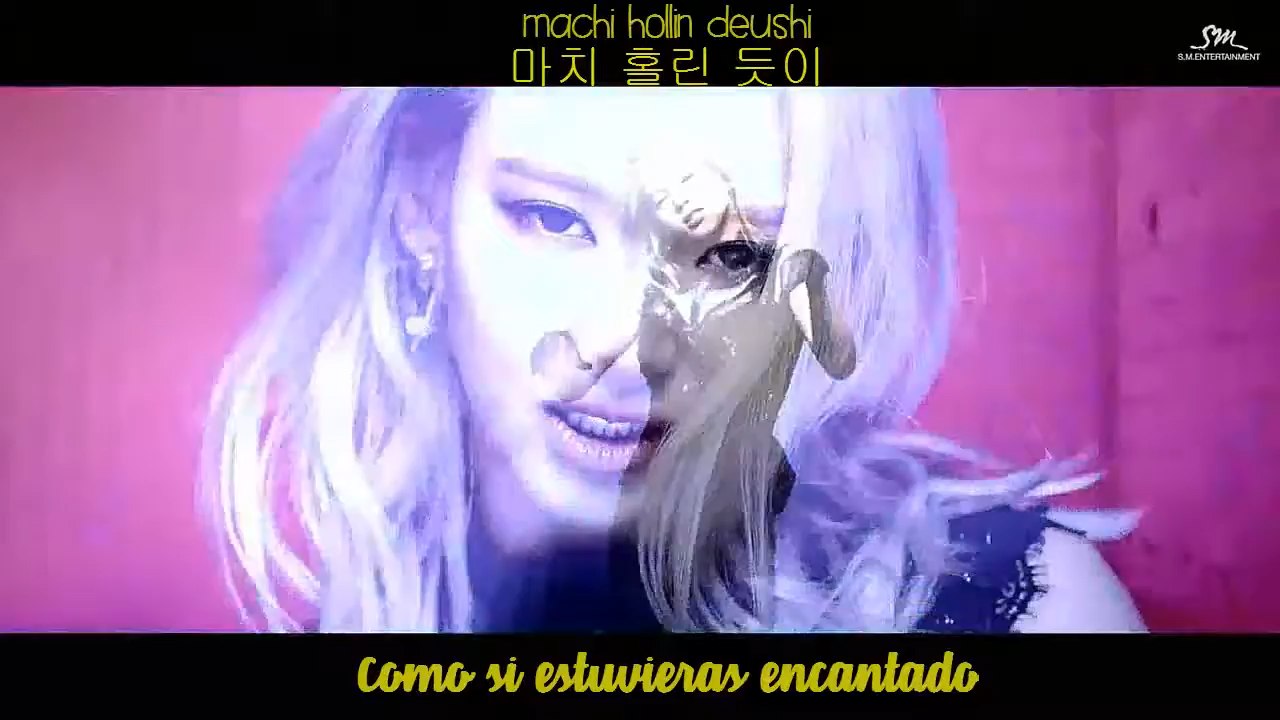 machi hollin deushi
마치 홀린 듯이
SM
S.M.ENTERTAINMENT
Como si estuvieras encantado